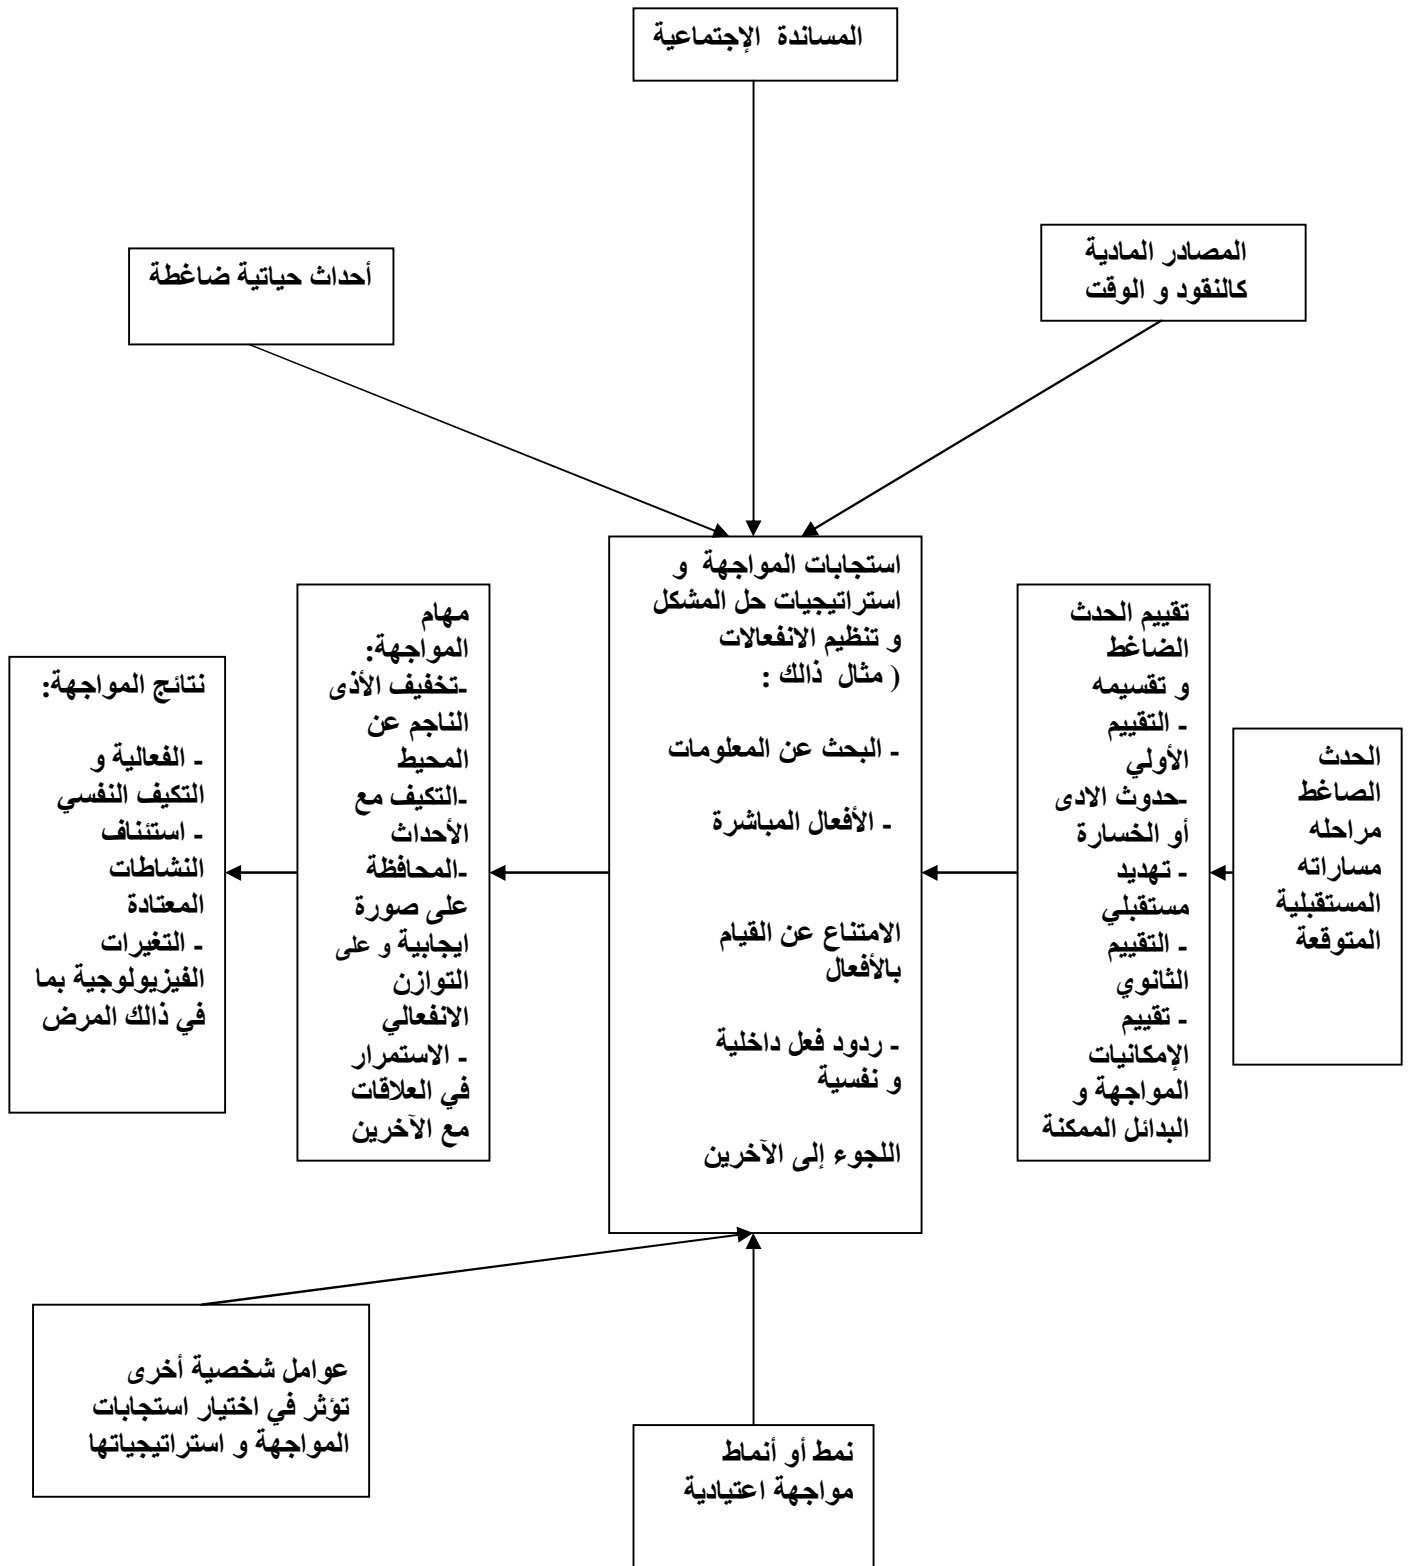 المساندة الإجتماعية
المصادر المادية
كالنقود و الوقت
أحداث حياتية ضاغطة
الحدث
الصاغط
مراحله
مساراته
المستقبلية
المتوقعة
تقييم الحدث
الضاغط
و تقسيمه
- التقييم
الأولي
-حدوث الادى
أو الخسارة
- تهديد
مستقبلي
- التقييم
الثانوي
- تقييم
الإمكانيات
المواجهة و
البدائل الممكنة
استجابات المواجهة و
استراتيجيات حل المشكل
و تنظيم الانفعالات
( مثال ذالك :
- البحث عن المعلومات
- الأفعال المباشرة
الامتناع عن القيام
بالأفعال
- ردود فعل داخلية
و نفسية
اللجوء إلى الآخرين
مهام
المواجهة:
-تخفيف الأذى
الناجم عن
المحيط
-التكيف مع
الأحداث
-المحافظة
على صورة
ايجابية و على
التوازن
الانفعالي
- الاستمرار
في العلاقات
مع الآخرين
نتائج المواجهة:
- الفعالية و
التكيف النفسي
- استئناف
النشاطات
المعتادة
- التغيرات
الفيزيولوجية بما
في ذالك المرض
عوامل شخصية أخرى
تؤثر في اختيار استجابات
المواجهة و استراتيجياتها
نمط أو أنماط
مواجهة اعتيادية